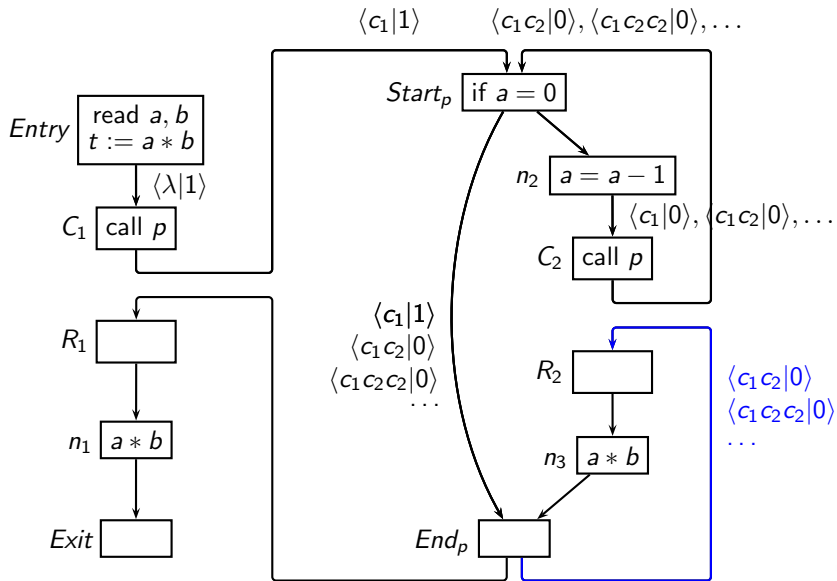 ⟨c₁|1⟩
⟨c₁c₂|0⟩, ⟨c₁c₂c₂|0⟩, . . .
Startₚ
if a = 0
Entry
read a, b
t := a ∗ b
n₂
a = a − 1
⟨λ|1⟩
⟨c₁|0⟩, ⟨c₁c₂|0⟩, . . .
C₁
call p
C₂
call p
⟨c₁|1⟩
⟨c₁c₂|0⟩
⟨c₁c₂c₂|0⟩
. . .
R₁
R₂
⟨c₁c₂|0⟩
⟨c₁c₂c₂|0⟩
. . .
n₁
a ∗ b
n₃
a ∗ b
Exit
Endₚ